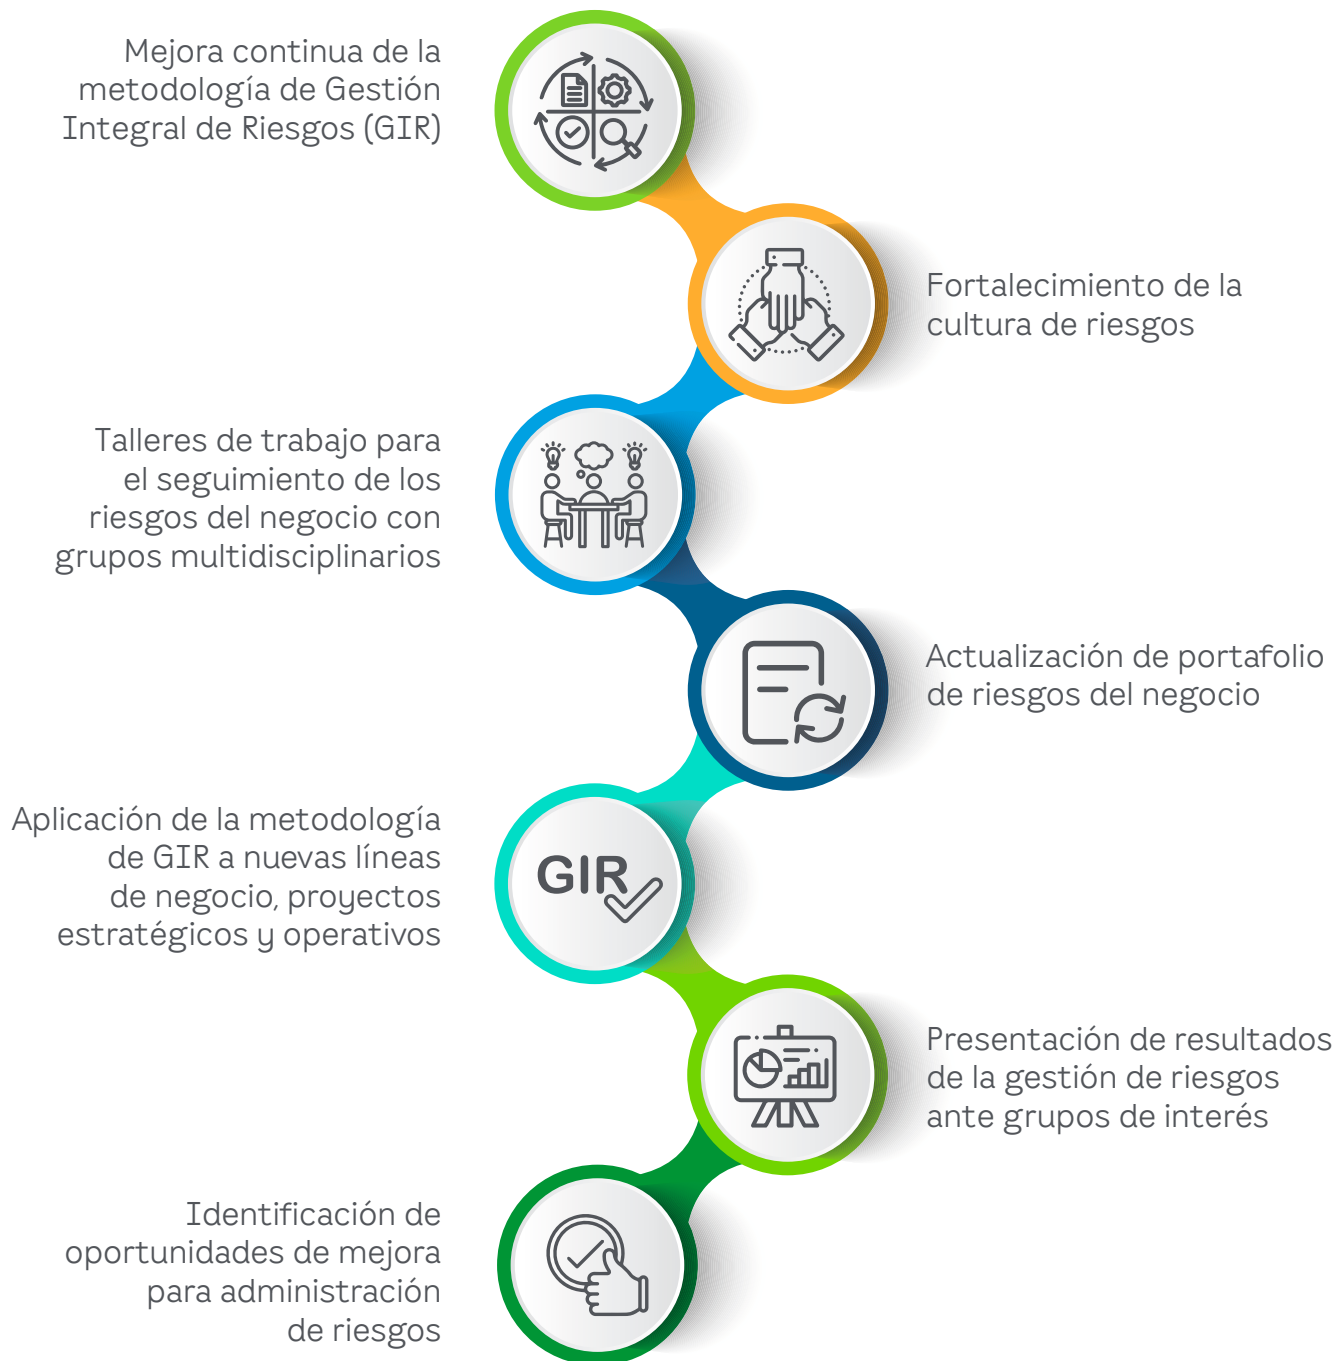 Mejora continua de la
metodología de Gestión
Integral de Riesgos (GIR)
Fortalecimiento de la
cultura de riesgos
Talleres de trabajo para
el seguimiento de los
riesgos del negocio con
grupos multidisciplinarios
Actualización de portafolio
de riesgos del negocio
Aplicación de la metodología
de GIR a nuevas líneas
de negocio, proyectos
estratégicos y operativos
GIR
Presentación de resultados
de la gestión de riesgos
ante grupos de interés
Identificación de
oportunidades de mejora
para administración
de riesgos